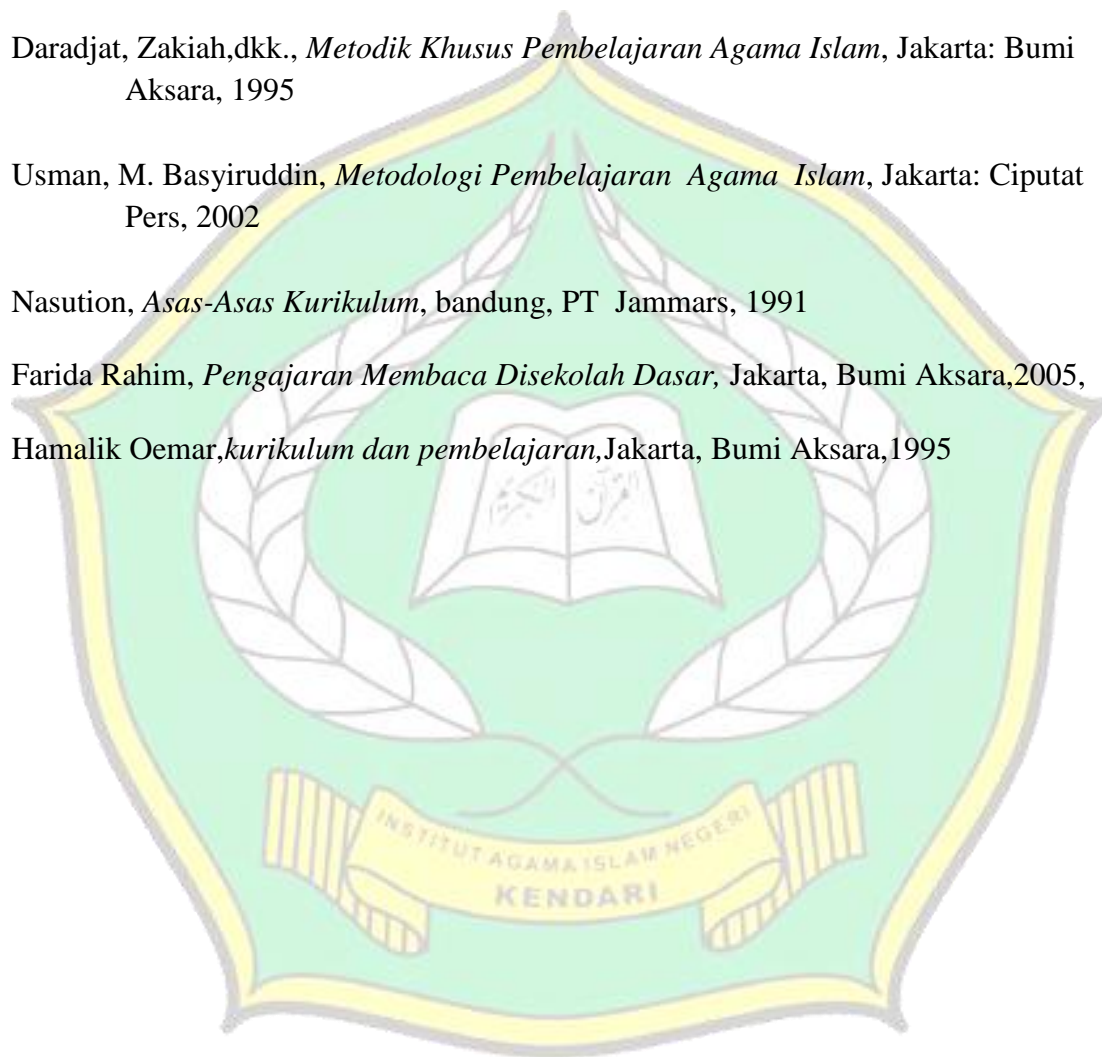 Daradjat, Zakiah,dkk., Metodik Khusus Pembelajaran Agama Islam, Jakarta: Bumi
Aksara, 1995
Usman, M. Basyiruddin, Metodologi Pembelajaran Agama Islam, Jakarta: Ciputat
Pers, 2002
Nasution, Asas-Asas Kurikulum, bandung, PT Jammars, 1991
Farida Rahim, Pengajaran Membaca Disekolah Dasar, Jakarta, Bumi Aksara,2005,
Hamalik Oemar,kurikulum dan pembelajaran,Jakarta, Bumi Aksara,1995
القرآن الكريم
INSTITUT AGAMA ISLAM NEGERI
KENDARI